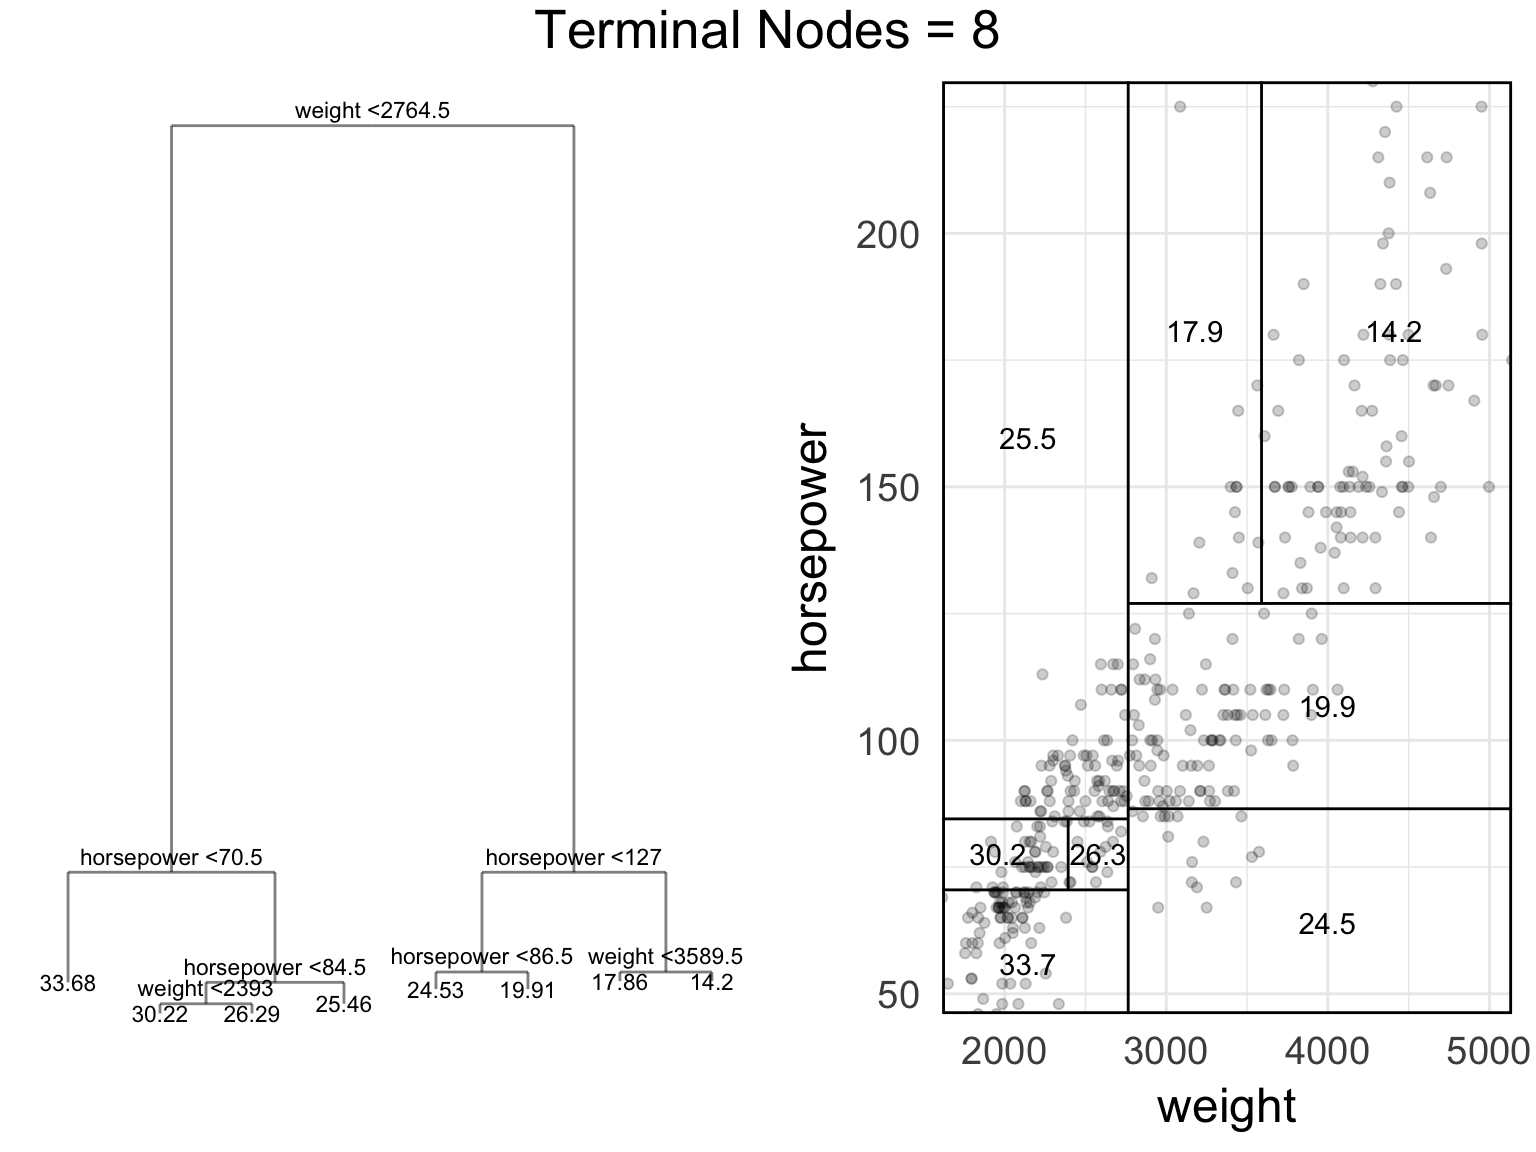 Terminal Nodes = 8
weight <2764.5
horsepower <70.5
horsepower <127
33.68
horsepower <84.5
weight <2393
30.22
26.29
25.46
horsepower <86.5
weight <3589.5
24.53
19.91
17.86
14.2
horsepower
200
150
100
50
17.9
14.2
25.5
19.9
30.2
26.3
24.5
33.7
2000
3000
4000
5000
weight